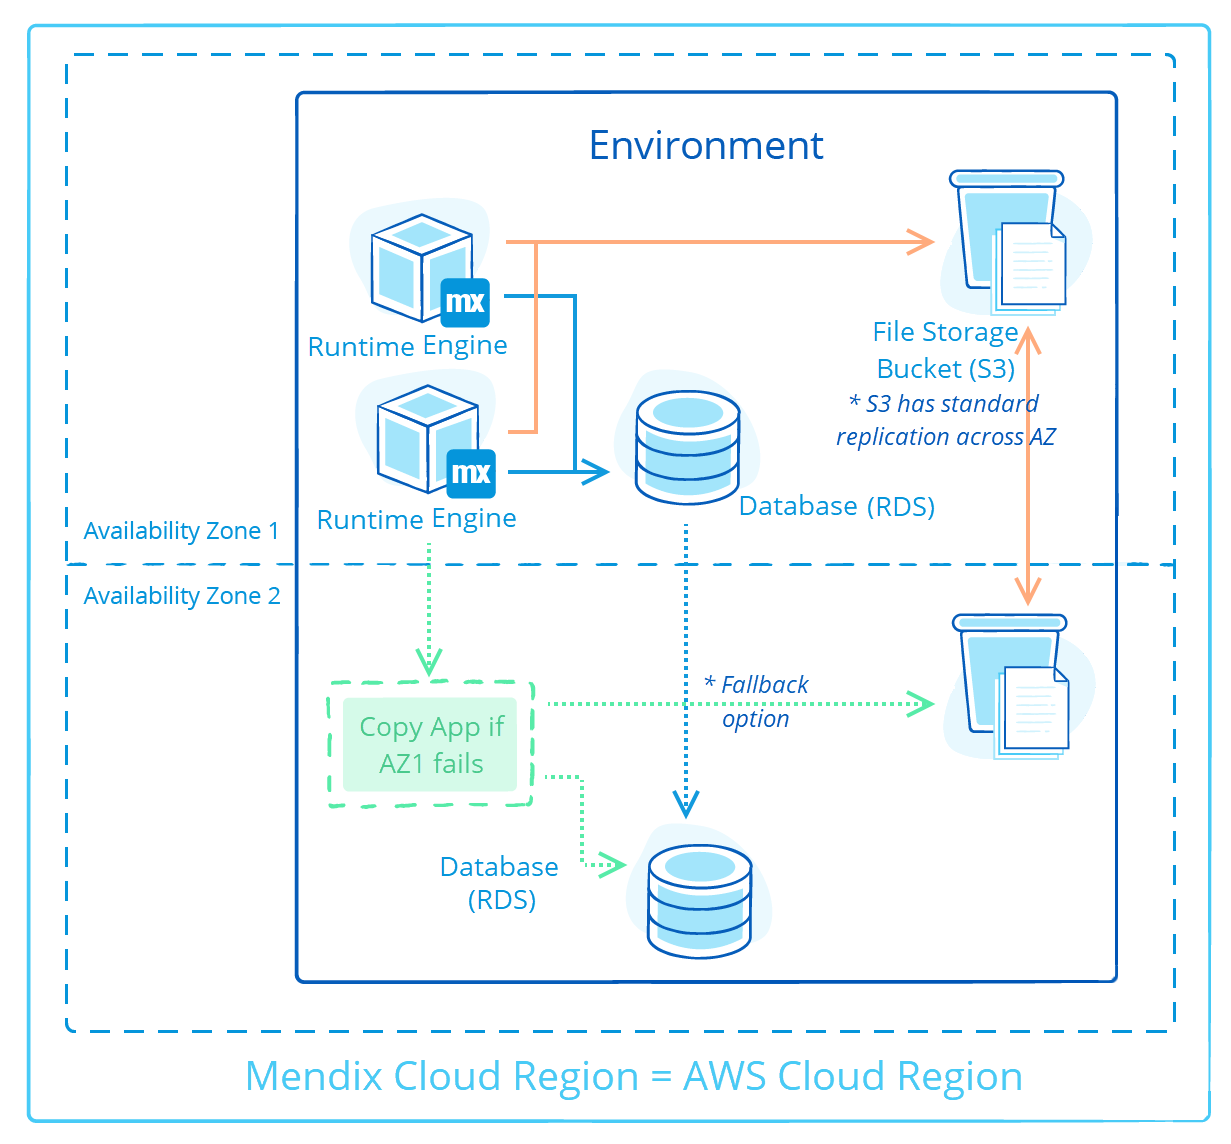 Environment
mx
Runtime Engine
mx
Runtime Engine
File Storage
Bucket (S3)
* S3 has standard
replication across AZ
Database (RDS)
Availability Zone 1
Availability Zone 2
* Fallback
option
Copy App if
AZ1 fails
Database
(RDS)
Mendix Cloud Region = AWS Cloud Region